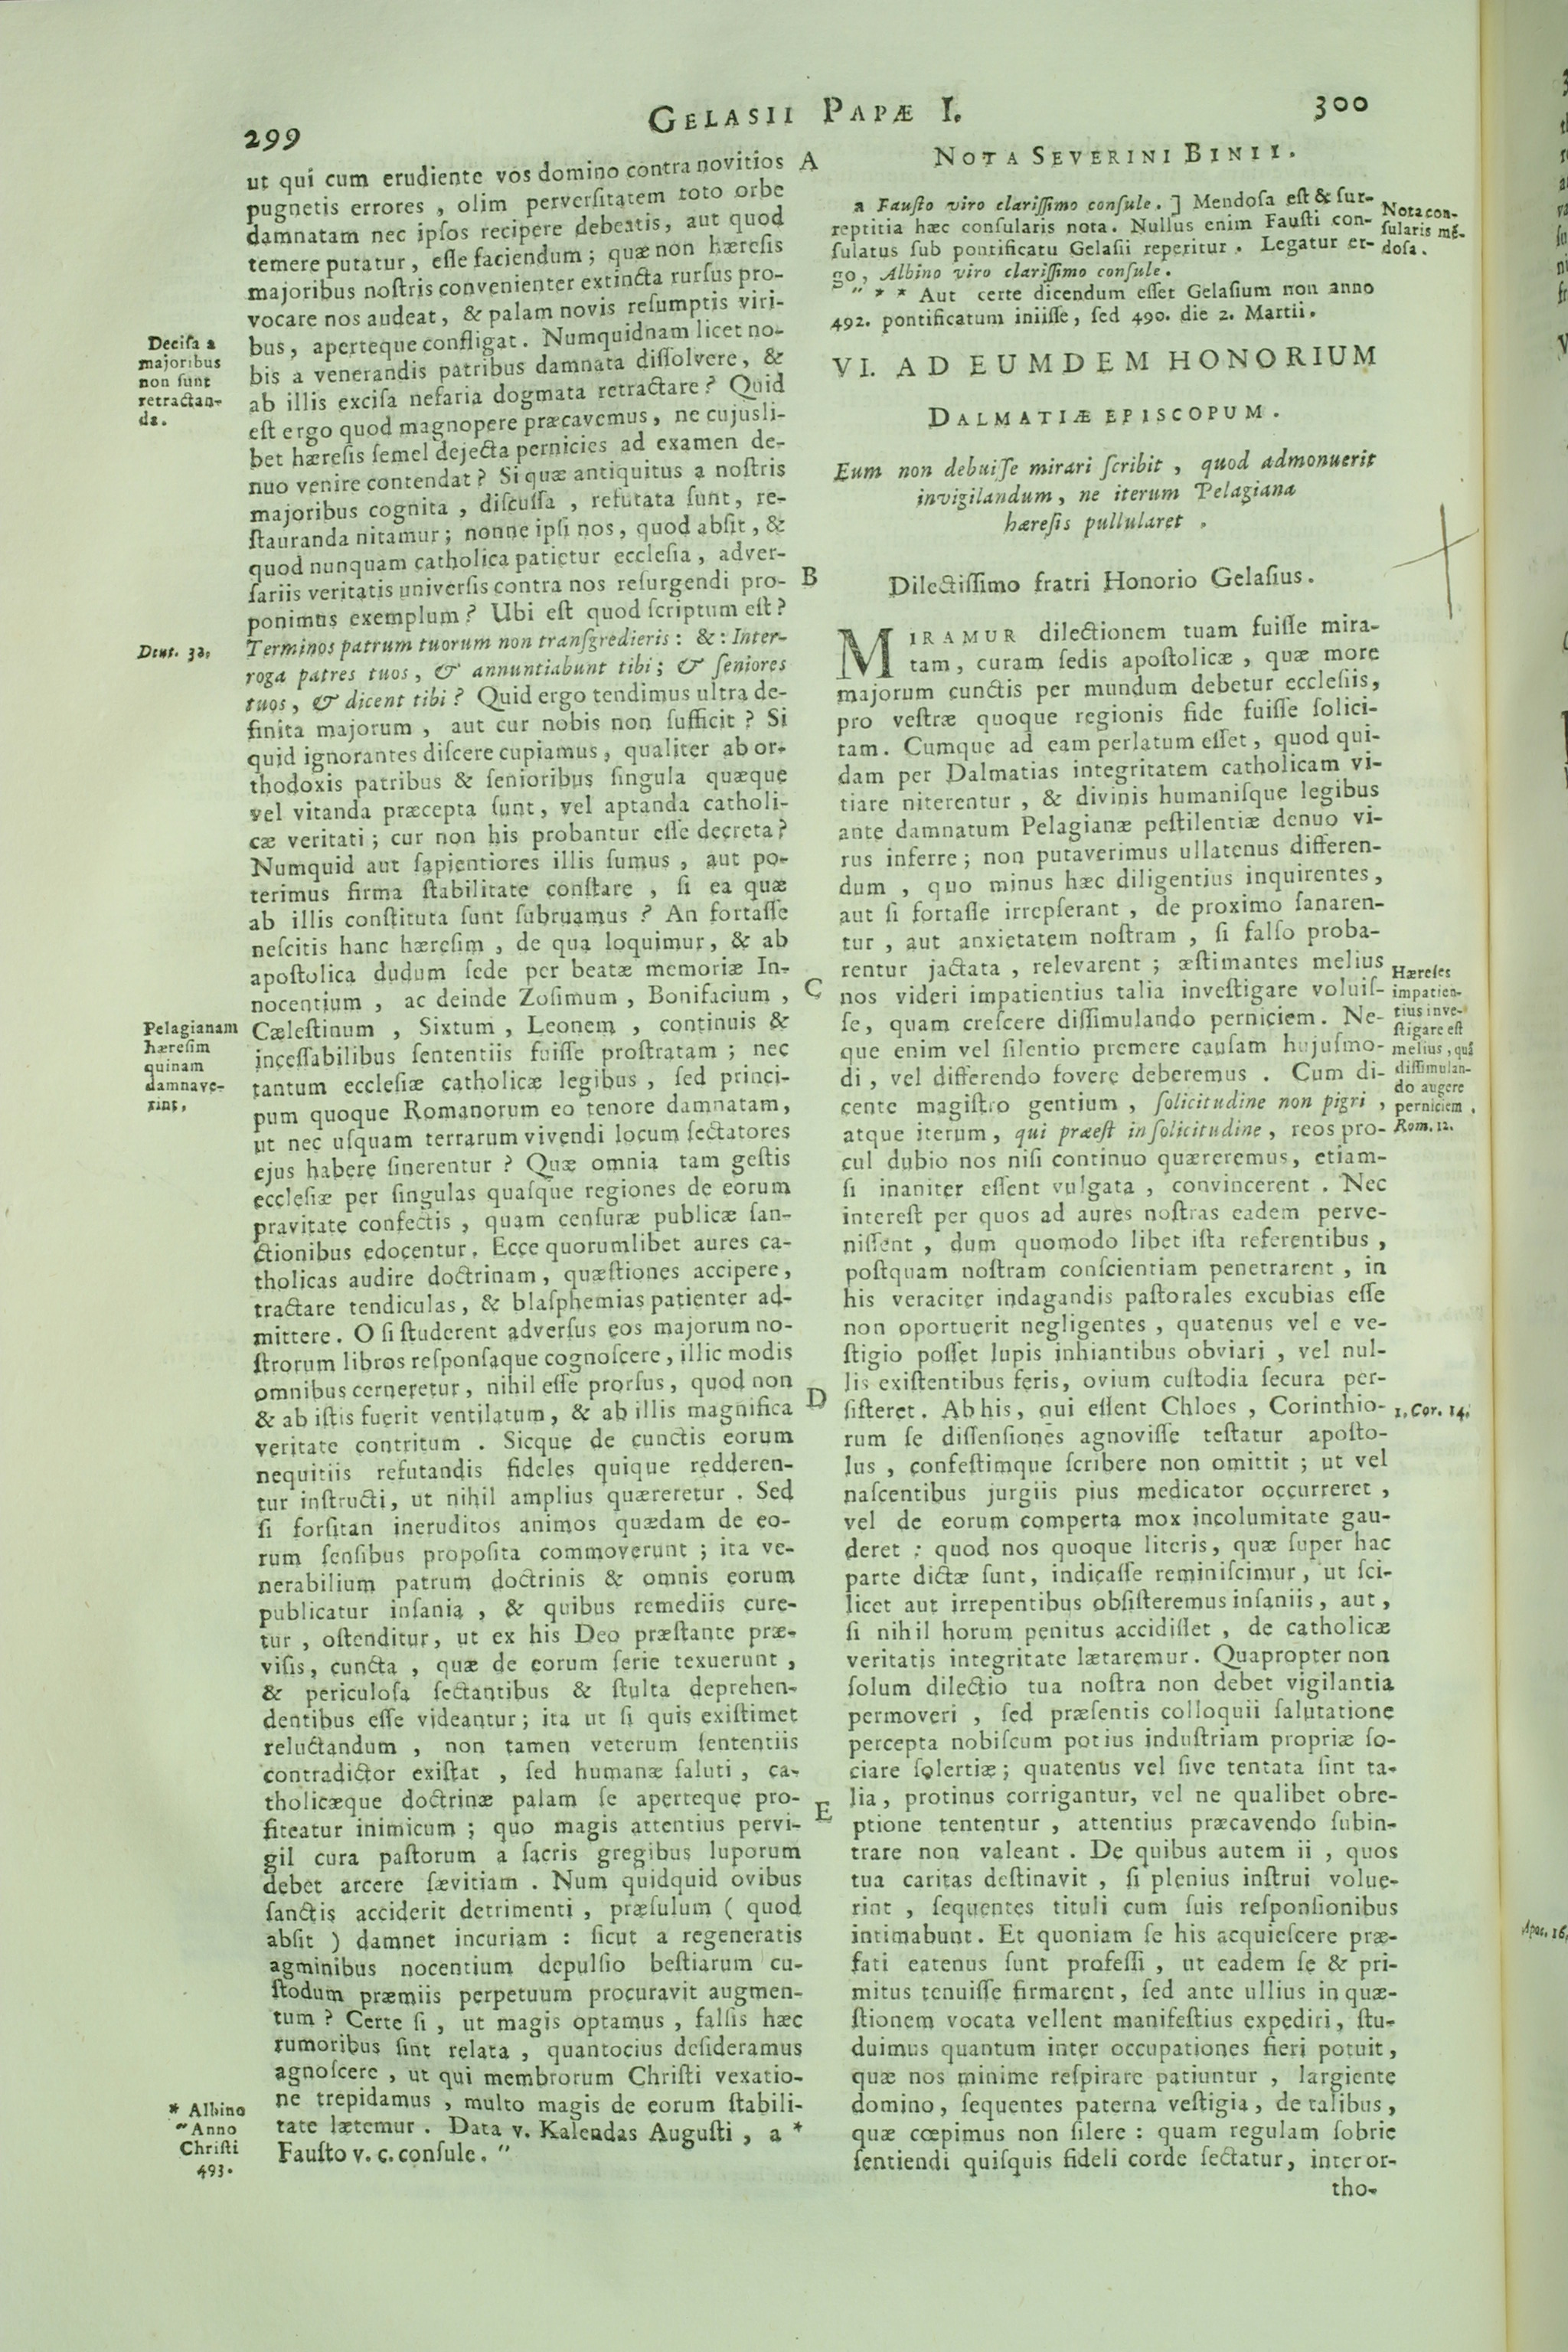 299
GELASII PAPÆ I.
300
ut qui cum erudiente vos domino contra novitios
pugnetis errores , olim perverſitatem toto orbe
damnatam nec ipſos recipere debeatis, aut quod
temere putatur, eſſe faciendum; quæ non hæreſis
majoribus noſtris convenienter extincta rurſus pro-
vocare nos audeat, & palam novis reſumptis viri-
bus, aperteque confligat. Numquidnam licet no-
bis a venerandis patribus damnata diſſolvere, &
ab illis exciſa nefaria dogmata retractare? Quid
eſt ergo quod magnopere præcavemus, ne cujusli-
bet hæreſis ſemel dejecta pernicies ad examen de-
nuo venire contendat? Si quæ antiquitus a noſtris
majoribus cognita , diſcuſſa , refutata ſunt, re-
ſtauranda nitamur; nonne ipſi nos, quod abſit, &
quod nunquam catholica patietur eccleſia, adver-
ſariis veritatis univerſis contra nos reſurgendi pro-
ponimus exemplum? Ubi eſt quod ſcriptum eſt?
Terminos patrum tuorum non tranſgredieris: &: Inter-
roga patres tuos, & annuntiabunt tibi; & ſeniores
tuos, & dicent tibi? Quid ergo tendimus ultra de-
finita majorum , aut cur nobis non ſufficit? Si
quid ignorantes diſcere cupiamus, qualiter ab or-
thodoxis patribus & ſenioribus ſingula quæque
vel vitanda præcepta ſunt, vel aptanda catholi-
cæ veritati; cur non his probantur eſſe decreta?
Numquid aut ſapientiores illis ſumus, aut po-
terimus firma ſtabilitate conſtare , ſi ea quæ
ab illis conſtituta ſunt ſubruamus? An fortaſſe
neſcitis hanc hæreſim, de qua loquimur, & ab
apoſtolica dudum ſede per beatæ memoriæ In-
nocentium , ac deinde Zoſimum, Bonifacium,
Cæleſtinum , Sixtum, Leonem , continuis &
inceſſabilibus ſententiis fuiſſe proſtratam; nec
tantum eccleſiæ catholicæ legibus, ſed princi-
pum quoque Romanorum eo tenore damnatam,
ut nec uſquam terrarum vivendi locum ſectatores
ejus habere ſinerentur? Quæ omnia tam geſtis
eccleſiæ per ſingulas quaſque regiones de eorum
pravitate confectis, quam cenſuræ publicæ ſan-
ctionibus edocentur. Ecce quorumlibet aures ca-
tholicas audire doctrinam, quæſtiones accipere,
tractare tendiculas, & blaſphemias patienter ad-
mittere. O ſi ſtuderent adverſus eos majorum no-
ſtrorum libros reſponſaque cognoſcere, illic modis
omnibus cerneretur, nihil eſſe prorſus, quod non
& ab iſtis fuerit ventilatum, & ab illis magnifica
veritate contritum . Sicque de cunctis eorum
nequitiis refutandis fideles quique redderen-
tur inſtructi, ut nihil amplius quæreretur . Sed
ſi forſitan ineruditos animos quædam de eo-
rum ſenſibus propoſita commoverunt; ita ve-
nerabilium patrum doctrinis & omnis eorum
publicatur inſania , & quibus remediis cure-
tur , oſtenditur, ut ex his Deo præſtante præ-
viſis, cuncta , quæ de eorum ſerie texuerunt ,
& periculoſa ſectantibus & ſtulta deprehen-
dentibus eſſe videantur; ita ut ſi quis exiſtimet
reluctandum , non tamen veterum ſententiis
contradictor exiſtat , ſed humanæ ſaluti , ca-
tholicæque doctrinæ palam ſe aperteque pro-
fiteatur inimicum; quo magis attentius pervi-
gil cura paſtorum a ſacris gregibus luporum
debet arcere ſævitiam . Num quidquid ovibus
ſanctis acciderit detrimenti, præſulum ( quod
abſit ) damnet incuriam : ſicut a regeneratis
agminibus nocentium depulſio beſtiarum cu-
ſtodum præmiis perpetuum procuravit augmen-
tum? Certe ſi, ut magis optamus, falſis hæc
rumoribus ſint relata , quantocius deſideramus
agnoſcere, ut qui membrorum Chriſti vexatio-
ne trepidamus , multo magis de eorum ſtabili-
tate lætemur . Data v. Kalendas Auguſti, a *
Fauſto v. c. conſule. "
Deciſa a
majoribus
non ſunt
retractan-
da.
Deut. 32.
Pelagianam
hæreſim
quinam
damnave-
rint.
* Albino
" Anno
Chriſti
493.
A
B
C
D
E
NOTA SEVERINI BINII.
a Fauſto viro clariſſimo conſule. ] Mendoſa eſt & ſur-
reptitia hæc conſularis nota. Nullus enim Fauſti con-
ſulatus ſub pontificatu Gelaſii reperitur . Legatur er-
go, Albino viro clariſſimo conſule.
" * * Aut certe dicendum eſſet Gelaſium non anno
492. pontificatum iniiſſe, ſed 490. die 2. Martii.
VI. AD EUMDEM HONORIUM
DALMATIÆ EPISCOPUM.
Eum non debuiſſe mirari ſcribit , quod admonuerit
invigilandum, ne iterum Pelagiana
hæreſis pullularet .
Dilectiſſimo fratri Honorio Gelaſius.
MIRAMUR dilectionem tuam fuiſſe mira-
tam, curam ſedis apoſtolicæ , quæ more
majorum cunctis per mundum debetur eccleſiis,
pro veſtræ quoque regionis fide fuiſſe ſolici-
tam. Cumque ad eam perlatum eſſet, quod qui-
dam per Dalmatias integritatem catholicam vi-
tiare niterentur , & divinis humaniſque legibus
ante damnatum Pelagianæ peſtilentiæ denuo vi-
rus inferre; non putaverimus ullatenus differen-
dum , quo minus hæc diligentius inquirentes,
aut ſi fortaſſe irrepſerant , de proximo ſanaren-
tur , aut anxietatem noſtram , ſi falſo proba-
rentur jactata , relevarent ; æſtimantes melius
nos videri impatientius talia inveſtigare voluiſ-
ſe, quam creſcere diſſimulando perniciem. Ne-
que enim vel ſilentio premere cauſam hujuſmo-
di, vel differendo fovere deberemus . Cum di-
cente magiſtro gentium , ſolicitudine non pigri ,
atque iterum, qui præeſt in ſolicitudine, reos pro-
cul dubio nos niſi continuo quæreremus, etiam-
ſi inaniter eſſent vulgata , convincerent . Nec
intereſt per quos ad aures noſtras eadem perve-
niſſent , dum quomodo libet iſta referentibus ,
poſtquam noſtram conſcientiam penetrarent , in
his veraciter indagandis paſtorales excubias eſſe
non oportuerit negligentes , quatenus vel e ve-
ſtigio poſſet lupis inhiantibus obviari , vel nul-
lis exiſtentibus feris, ovium cuſtodia ſecura per-
ſiſteret. Ab his, qui eſſent Chloes , Corinthio-
rum ſe diſſenſiones agnoviſſe teſtatur apoſto-
lus , confeſtimque ſcribere non omittit; ut vel
naſcentibus jurgiis pius medicator occurreret ,
vel de eorum comperta mox incolumitate gau-
deret : quod nos quoque literis, quæ ſuper hac
parte dictæ ſunt, indicaſſe reminiſcimur, ut ſci-
licet aut irrepentibus obſiſteremus inſaniis, aut,
ſi nihil horum penitus accidiſſet , de catholicæ
veritatis integritate lætaremur. Quapropter non
ſolum dilectio tua noſtra non debet vigilantia
permoveri , ſed præſentis colloquii ſalutatione
percepta nobiſcum potius induſtriam propriæ ſo-
ciare ſolertiæ; quatenus vel ſive tentata ſint ta-
lia, protinus corrigantur, vel ne qualibet obre-
ptione tententur , attentius præcavendo ſubin-
trare non valeant . De quibus autem ii , quos
tua caritas deſtinavit , ſi plenius inſtrui volue-
rint , ſequentes tituli cum ſuis reſponſionibus
intimabunt. Et quoniam ſe his acquieſcere præ-
fati eatenus ſunt profeſſi , ut eadem ſe & pri-
mitus tenuiſſe firmarent, ſed ante ullius in quæ-
ſtionem vocata vellent manifeſtius expediri, ſtu-
duimus quantum inter occupationes fieri potuit,
quæ nos minime reſpirare patiuntur , largiente
domino, ſequentes paterna veſtigia, de talibus,
quæ cœpimus non ſilere : quam regulam ſobrie
ſentiendi quiſquis fideli corde ſectatur, inter or-
tho-
Nota con-
ſularis mẽ-
doſa.
Hæreſes
impatien-
tius inve-
ſtigare eſt
melius, quã
diſſimulan-
do augere
perniciem .
Rom. 12.
1. Cor. 14.
Apoc. 16.